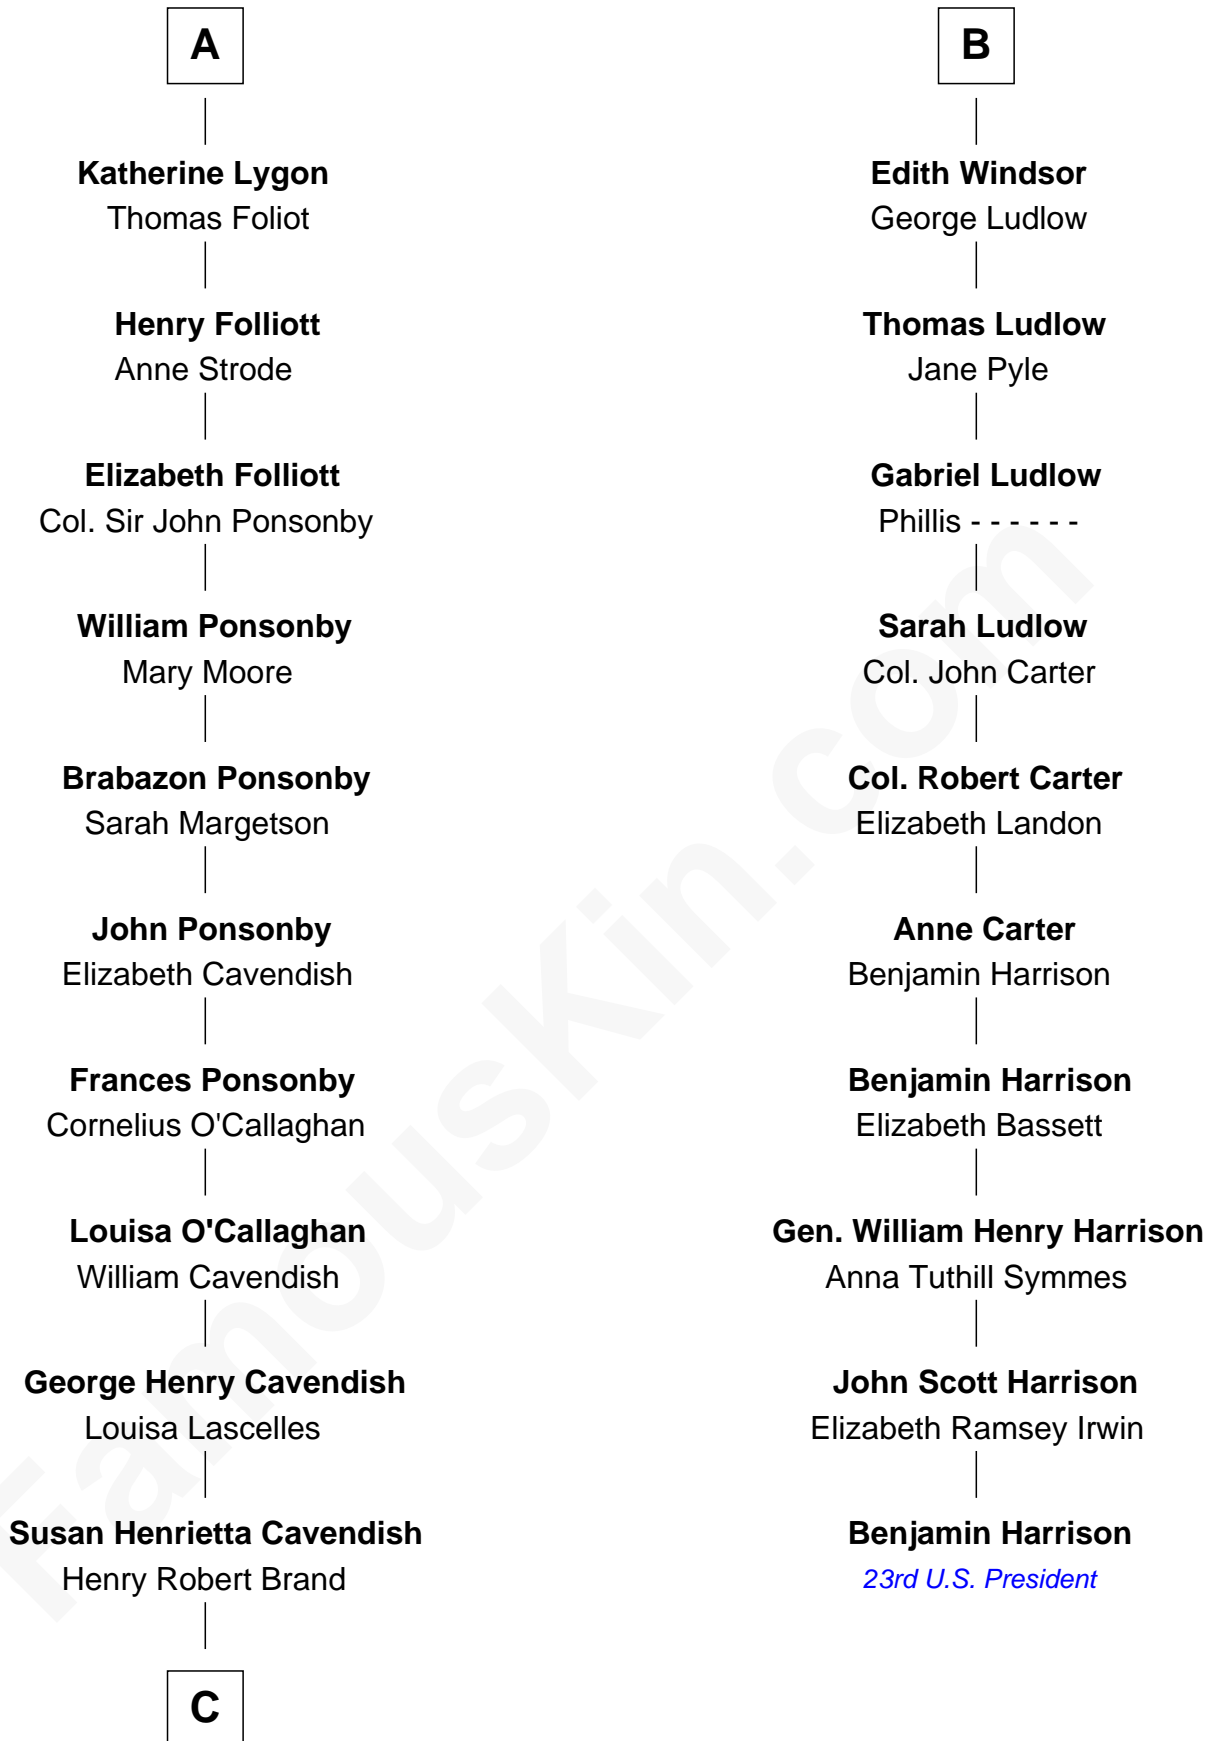 A
Katherine Lygon
Thomas Foliot
Henry Folliott
Anne Strode
Elizabeth Folliott
Col. Sir John Ponsonby
William Ponsonby
Mary Moore
Brabazon Ponsonby
Sarah Margetson
John Ponsonby
Elizabeth Cavendish
Frances Ponsonby
Cornelius O'Callaghan
Louisa O'Callaghan
William Cavendish
George Henry Cavendish
Louisa Lascelles
Susan Henrietta Cavendish
Henry Robert Brand
C
B
Edith Windsor
George Ludlow
Thomas Ludlow
Jane Pyle
Gabriel Ludlow
Phillis - - - - - -
Sarah Ludlow
Col. John Carter
Col. Robert Carter
Elizabeth Landon
Anne Carter
Benjamin Harrison
Benjamin Harrison
Elizabeth Bassett
Gen. William Henry Harrison
Anna Tuthill Symmes
John Scott Harrison
Elizabeth Ramsey Irwin
Benjamin Harrison
23rd U.S. President
FamousKin.com